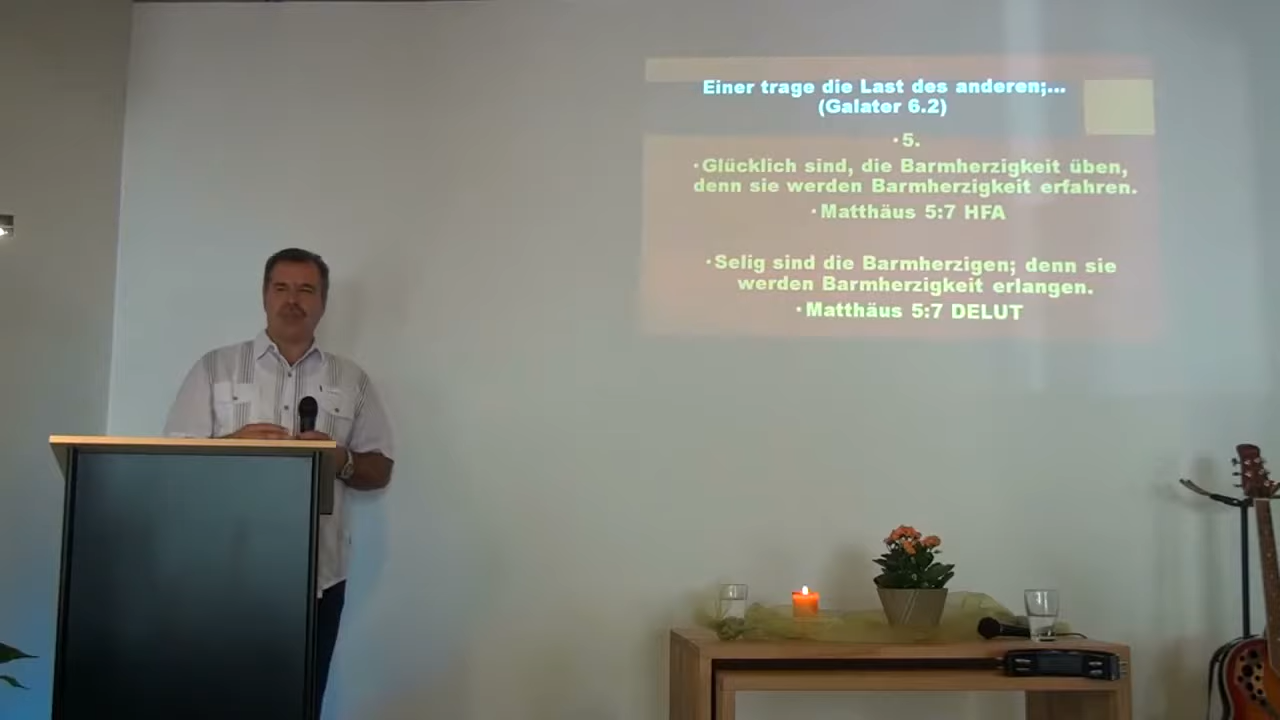 Einer trage die Last des anderen;...
(Galater 6.2)
•5.
•Glücklich sind, die Barmherzigkeit üben,
denn sie werden Barmherzigkeit erfahren.
•Matthäus 5:7 HFA
•Selig sind die Barmherzigen; denn sie
werden Barmherzigkeit erlangen.
•Matthäus 5:7 DELUT